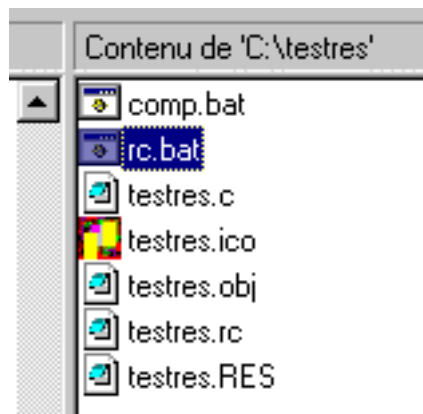 Contenu de 'C:\testres'
comp.bat
rc.bat
testres.c
testres.ico
testres.obj
testres.rc
testres.RES